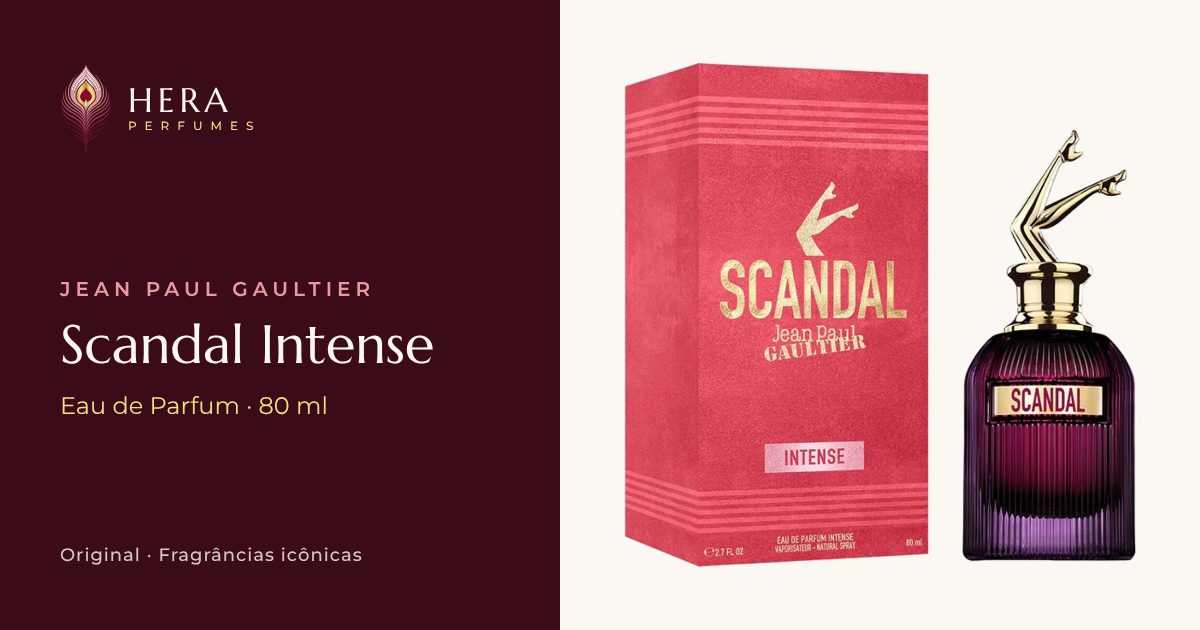 HERA
PERFUMES
JEAN PAUL GAULTIER
Scandal Intense
Eau de Parfum · 80 ml
Original · Fragrâncias icônicas
SCANDAL
Jean Paul
GAULTIER
INTENSE
EAU DE PARFUM INTENSE
VAPORISATEUR - NATURAL SPRAY
℮ 2.7 FL OZ
80 ml
SCANDAL